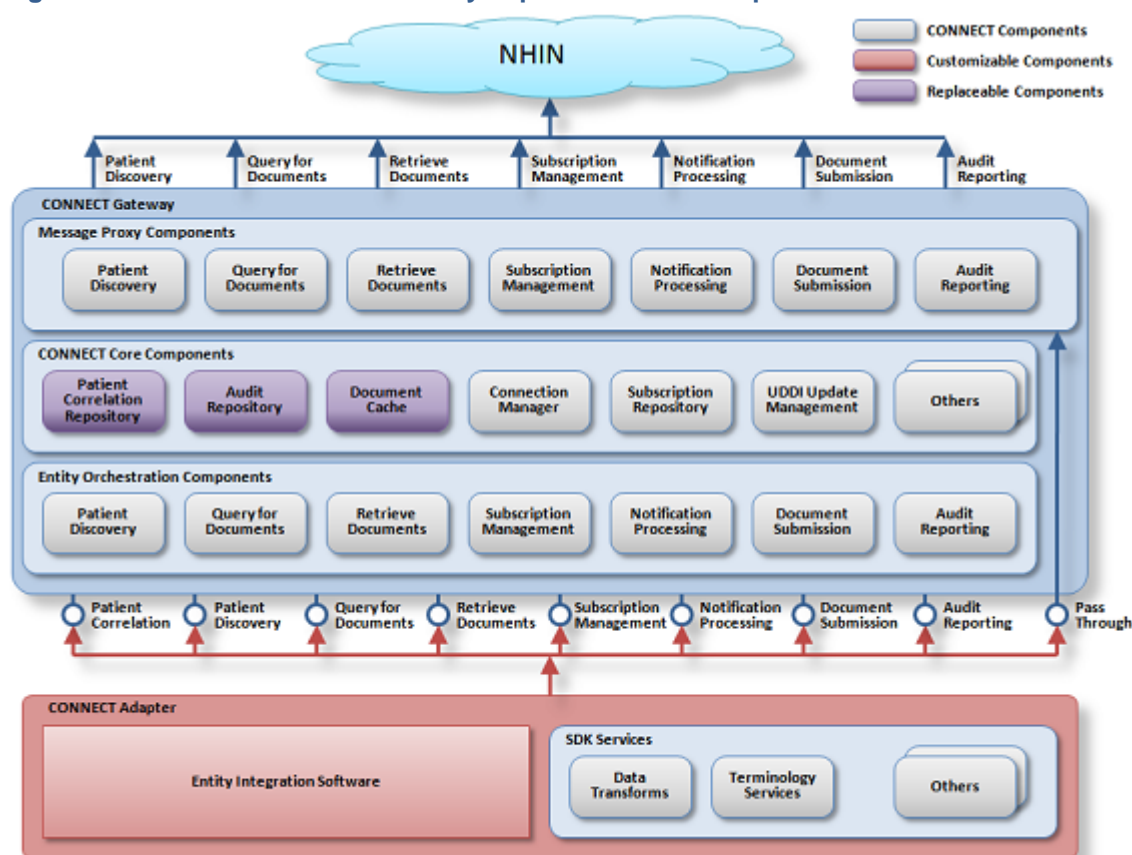 NHIN
CONNECT Components
Customizable Components
Replaceable Components
Patient
Discovery
Query for
Documents
Retrieve
Documents
Subscription
Management
Notification
Processing
Document
Submission
Audit
Reporting
CONNECT Gateway
Message Proxy Components
Patient
Discovery
Query for
Documents
Retrieve
Documents
Subscription
Management
Notification
Processing
Document
Submission
Audit
Reporting
CONNECT Core Components
Patient
Correlation
Repository
Audit
Repository
Document
Cache
Connection
Manager
Subscription
Repository
UDDI Update
Management
Others
Entity Orchestration Components
Patient
Discovery
Query for
Documents
Retrieve
Documents
Subscription
Management
Notification
Processing
Document
Submission
Audit
Reporting
Patient
Correlation
Patient
Discovery
Query for
Documents
Retrieve
Documents
Subscription
Management
Notification
Processing
Document
Submission
Audit
Reporting
Pass
Through
CONNECT Adapter
Entity Integration Software
SDK Services
Data
Transforms
Terminology
Services
Others